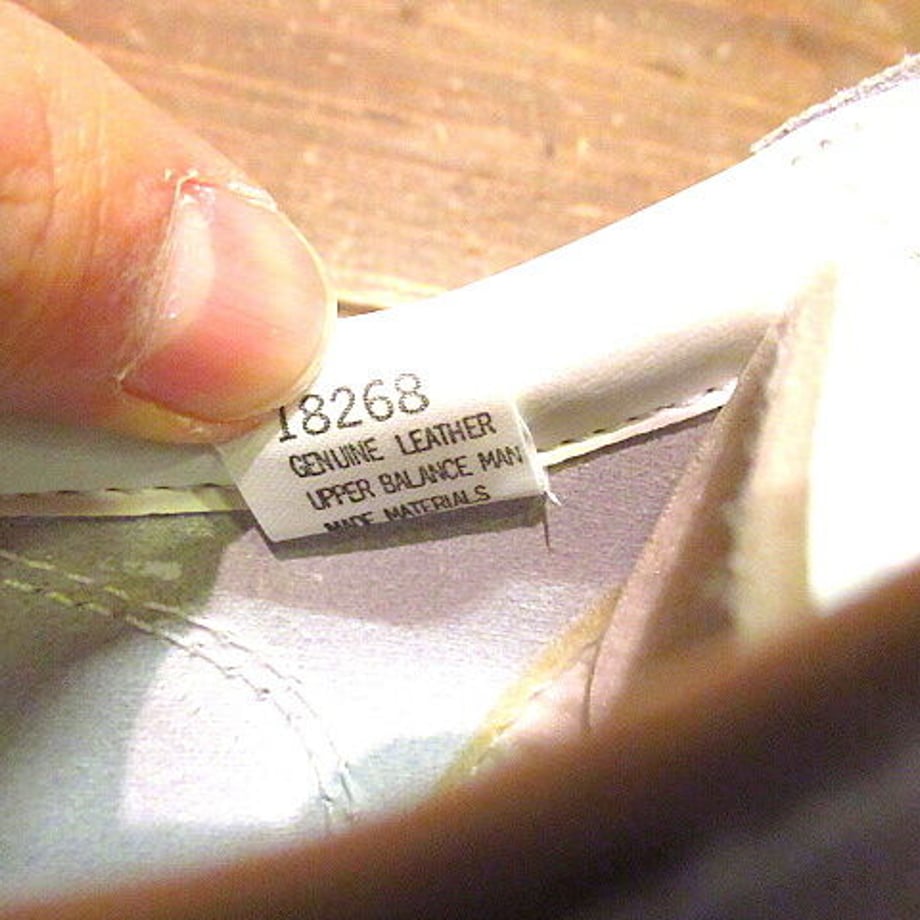 18268
GENUINE LEATHER
UPPER BALANCE MAN
MADE MATERIALS